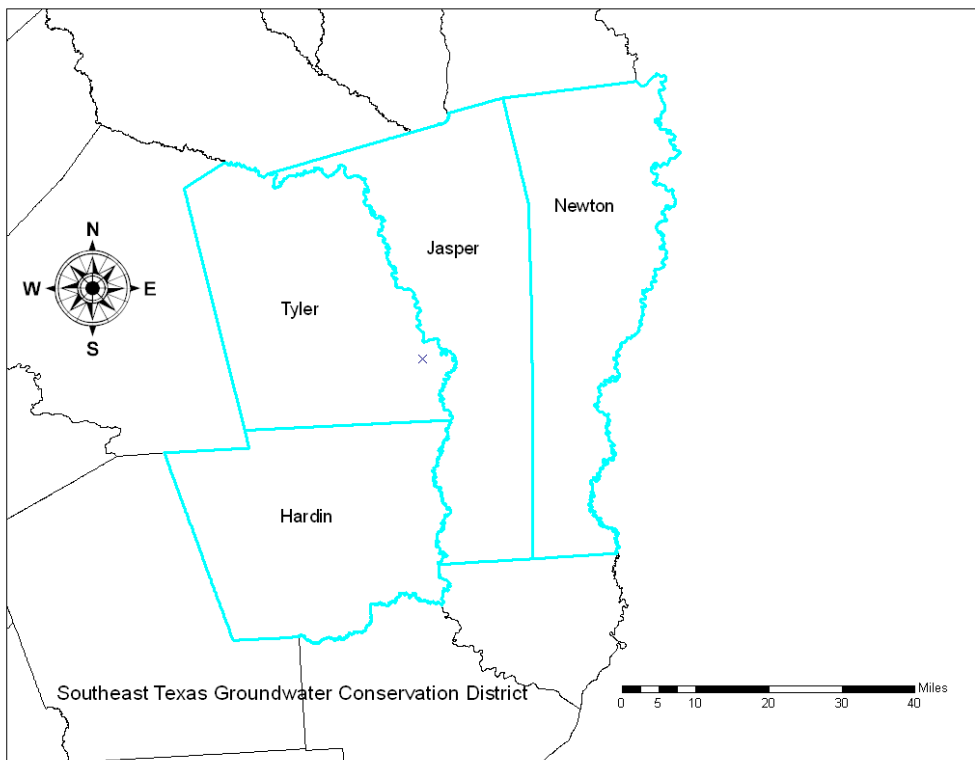 Newton
Jasper
N
W E
S
Tyler
Hardin
Southeast Texas Groundwater Conservation District
Miles
0 5 10 20 30 40